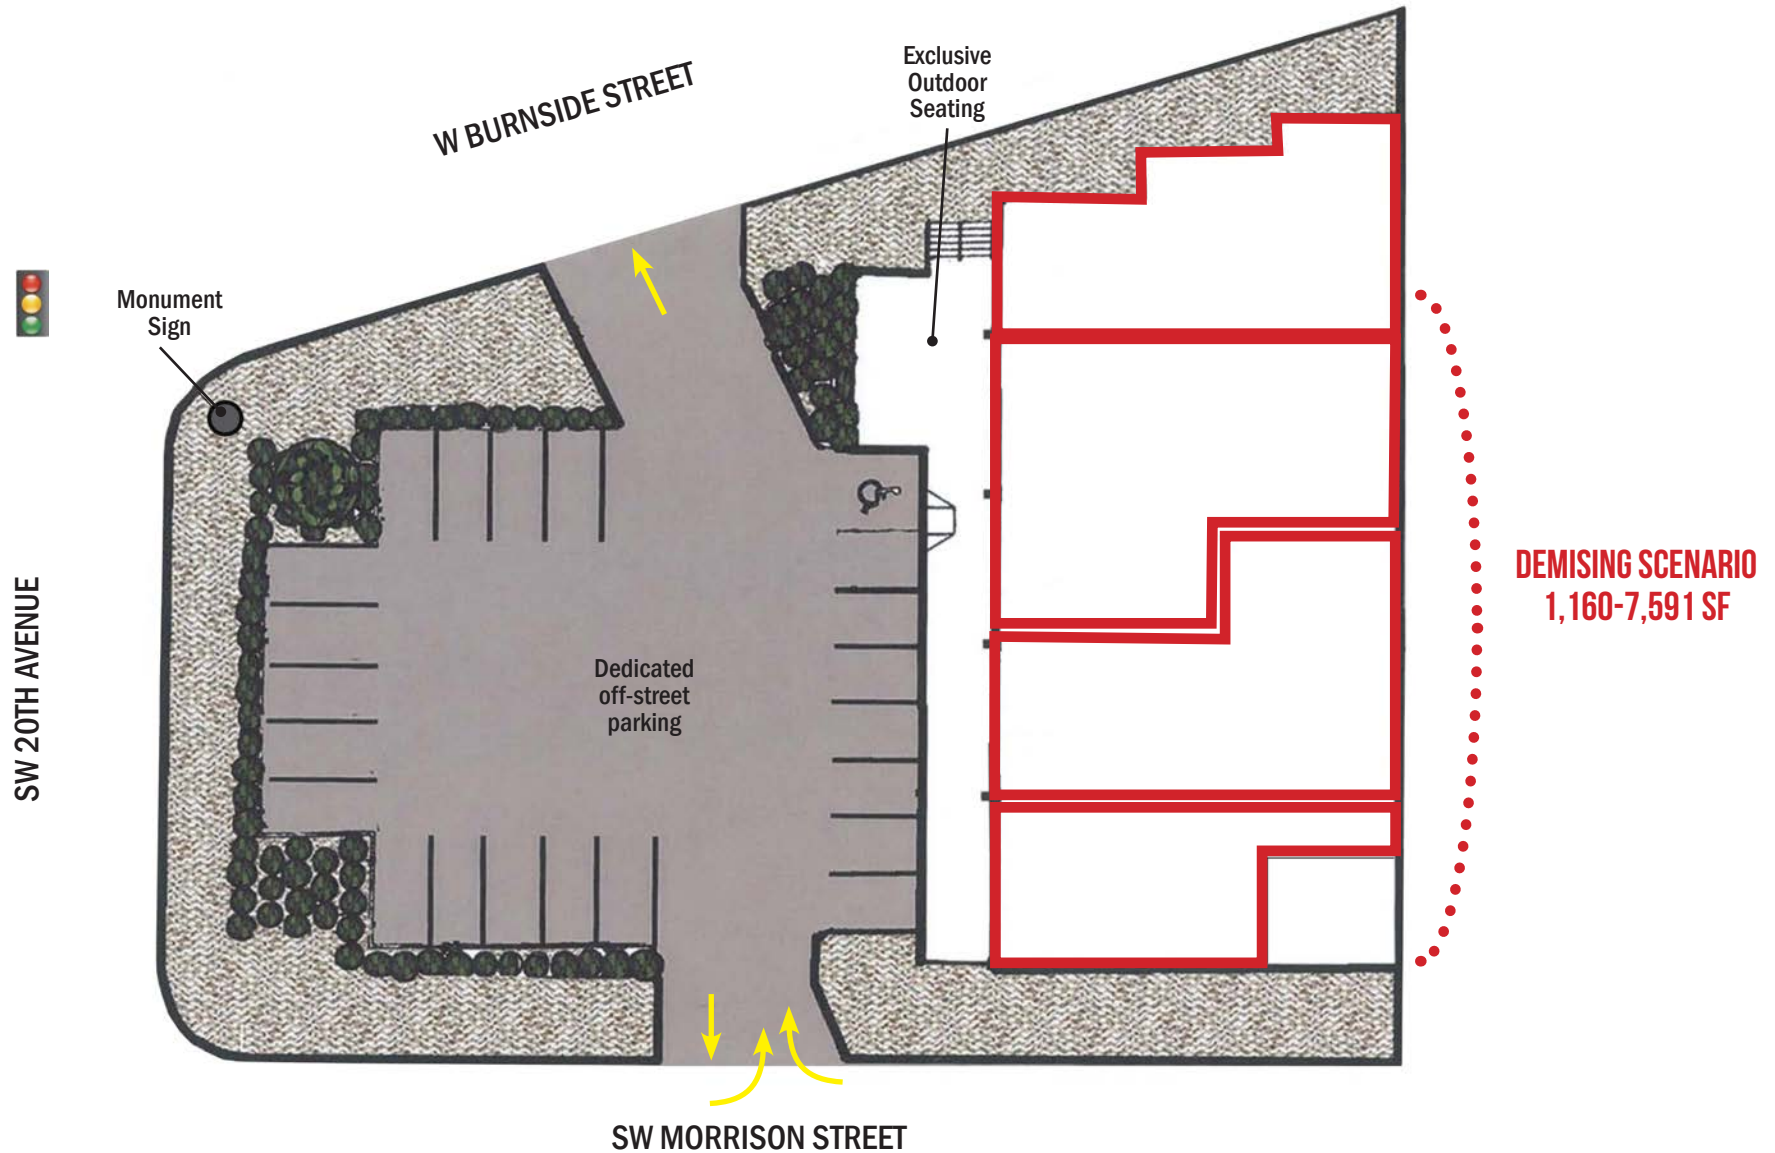 W BURNSIDE STREET
Exclusive
Outdoor
Seating
Monument
Sign
SW 20TH AVENUE
Dedicated
off-street
parking
DEMISING SCENARIO
1,160-7,591 SF
SW MORRISON STREET